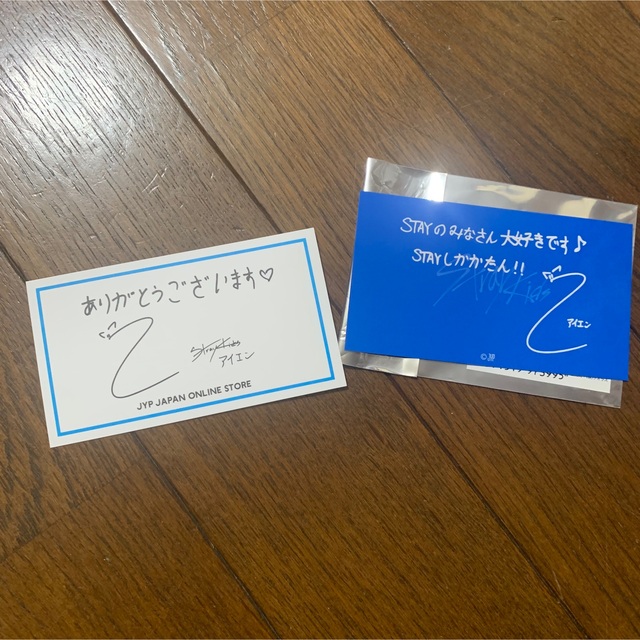 ありがとうございます♡
StrayKids
アイエン
JYP JAPAN ONLINE STORE
STAYのみなさん大好きです♪
STAYしかかたん!!
StrayKids
アイエン
©JYP